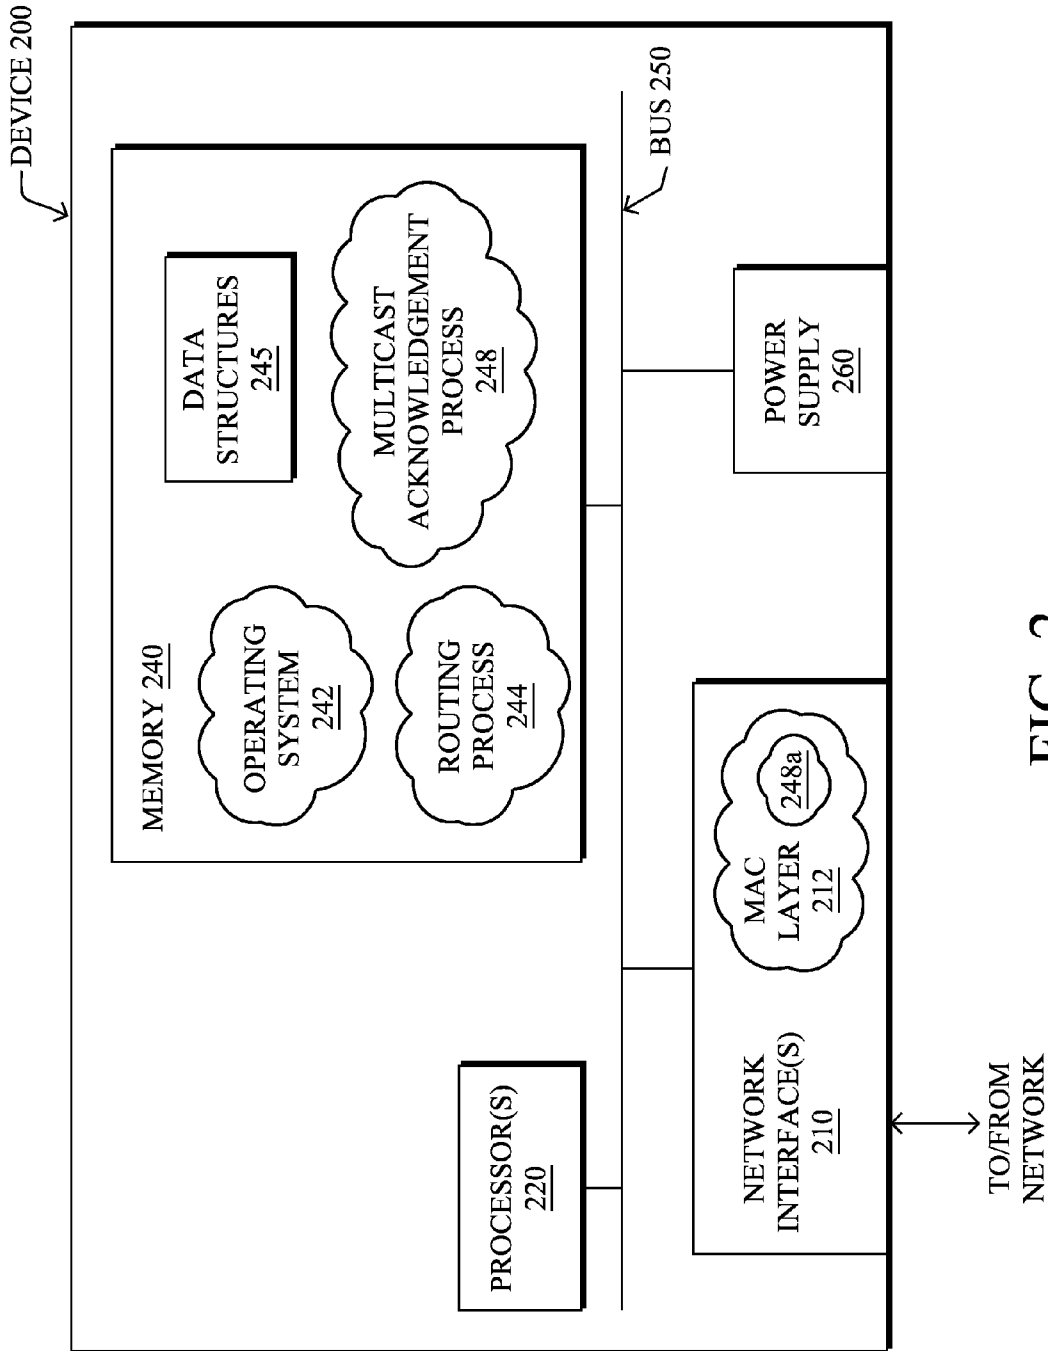 DEVICE 200
MEMORY 240
OPERATING
SYSTEM
242
DATA
STRUCTURES
245
ROUTING
PROCESS
244
MULTICAST
ACKNOWLEDGEMENT
PROCESS
248
PROCESSOR(S)
220
BUS 250
NETWORK
INTERFACE(S)
210
MAC
LAYER
212
248a
POWER
SUPPLY
260
TO/FROM
NETWORK
FIG.